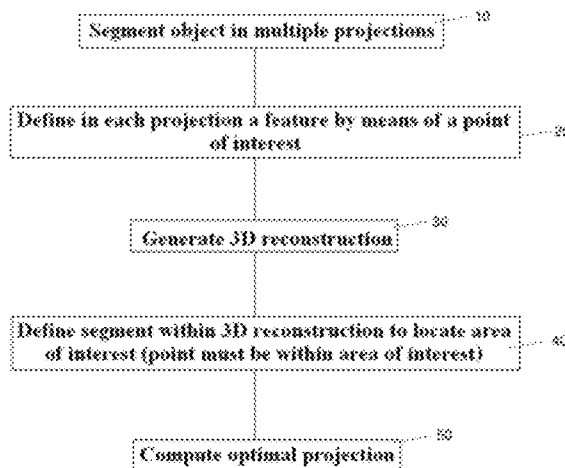 10
Segment object in multiple projections
Define in each projection a feature by means of a point
of interest
20
30
Generate 3D reconstruction
Define segment within 3D reconstruction to locate area
of interest (point must be within area of interest)
40
50
Compute optimal projection